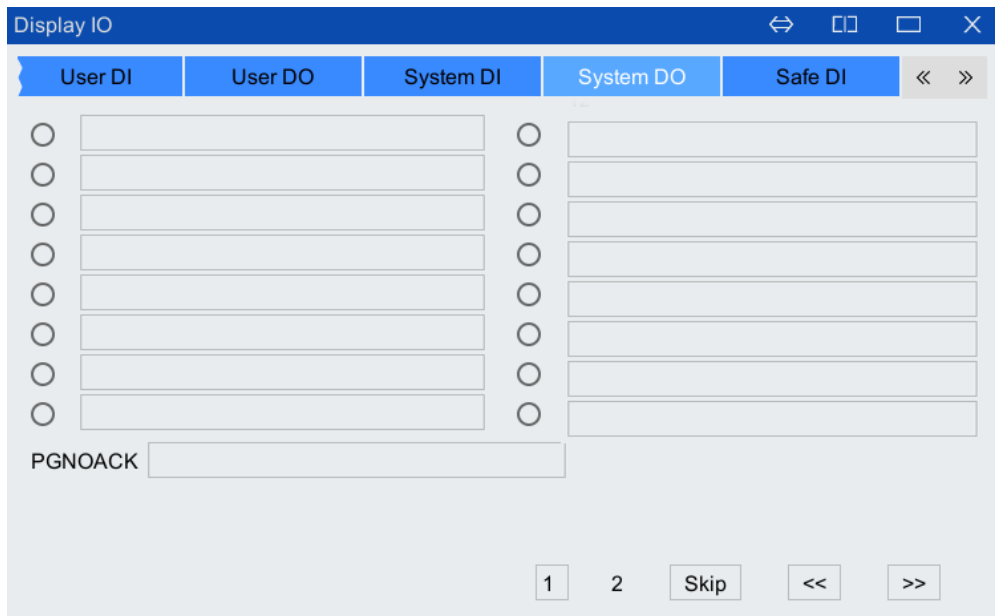 Display IO
User DI
User DO
System DI
System DO
Safe DI
PGNOACK
1 2 Skip << >>